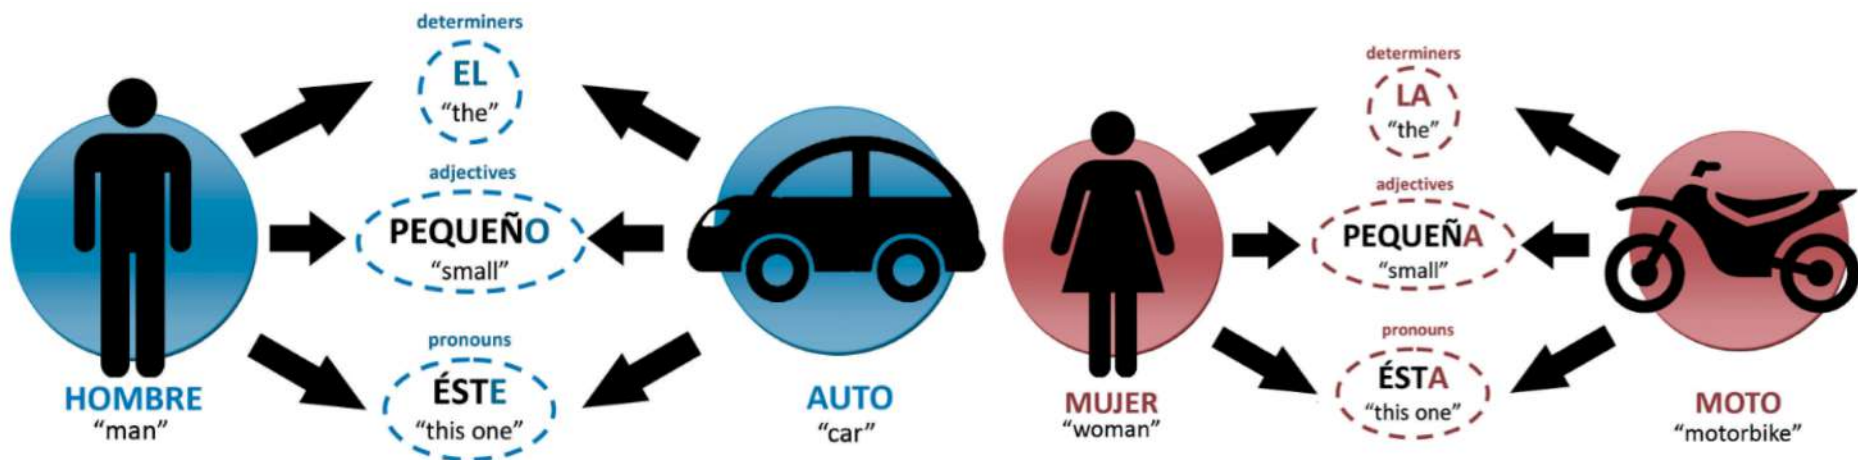 determiners
EL
"the"
adjectives
PEQUEÑO
"small"
pronouns
ÉSTE
"this one"
HOMBRE
"man"
AUTO
"car"
determiners
LA
"the"
adjectives
PEQUEÑA
"small"
pronouns
ÉSTA
"this one"
MUJER
"woman"
MOTO
"motorbike"